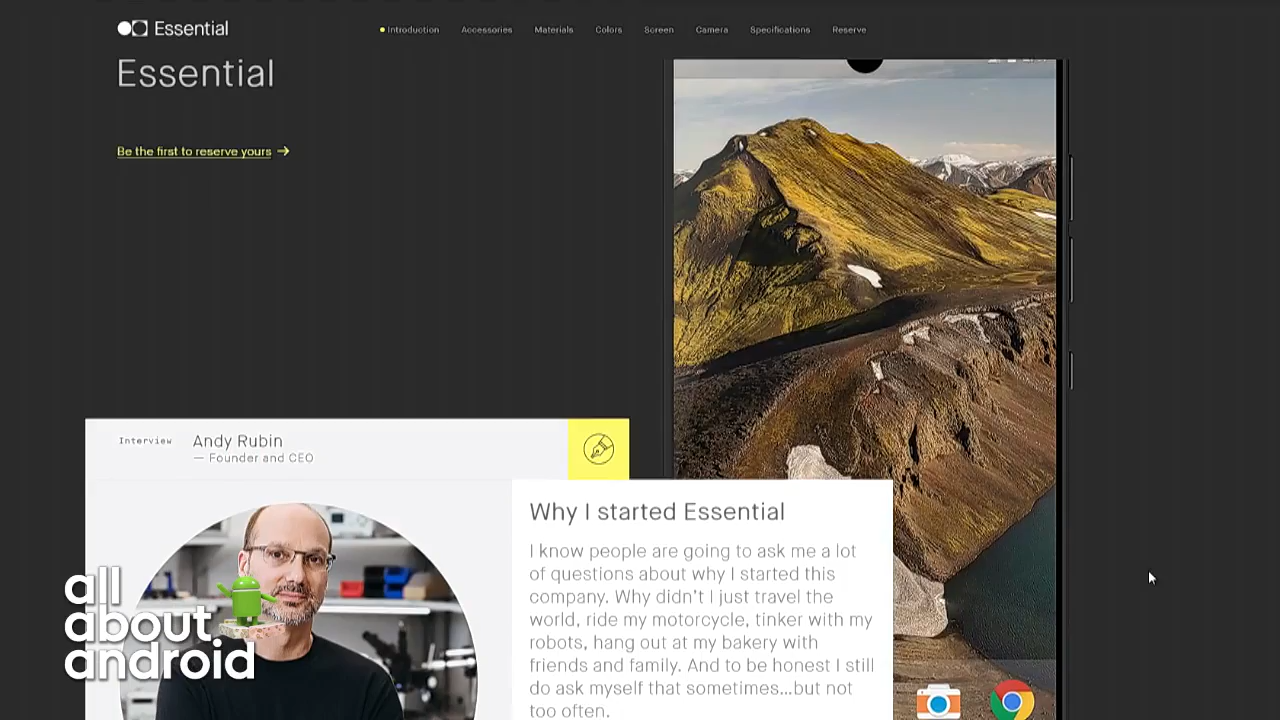 Essential
Introduction
Accessories
Materials
Colors
Screen
Camera
Specifications
Reserve
Essential
Be the first to reserve yours →
Interview
Andy Rubin
— Founder and CEO
Why I started Essential
I know people are going to ask me a lot
of questions about why I started this
company. Why didn't I just travel the
world, ride my motorcycle, tinker with my
robots, hang out at my bakery with
friends and family. And to be honest I still
do ask myself that sometimes...but not
too often.
all
about
android